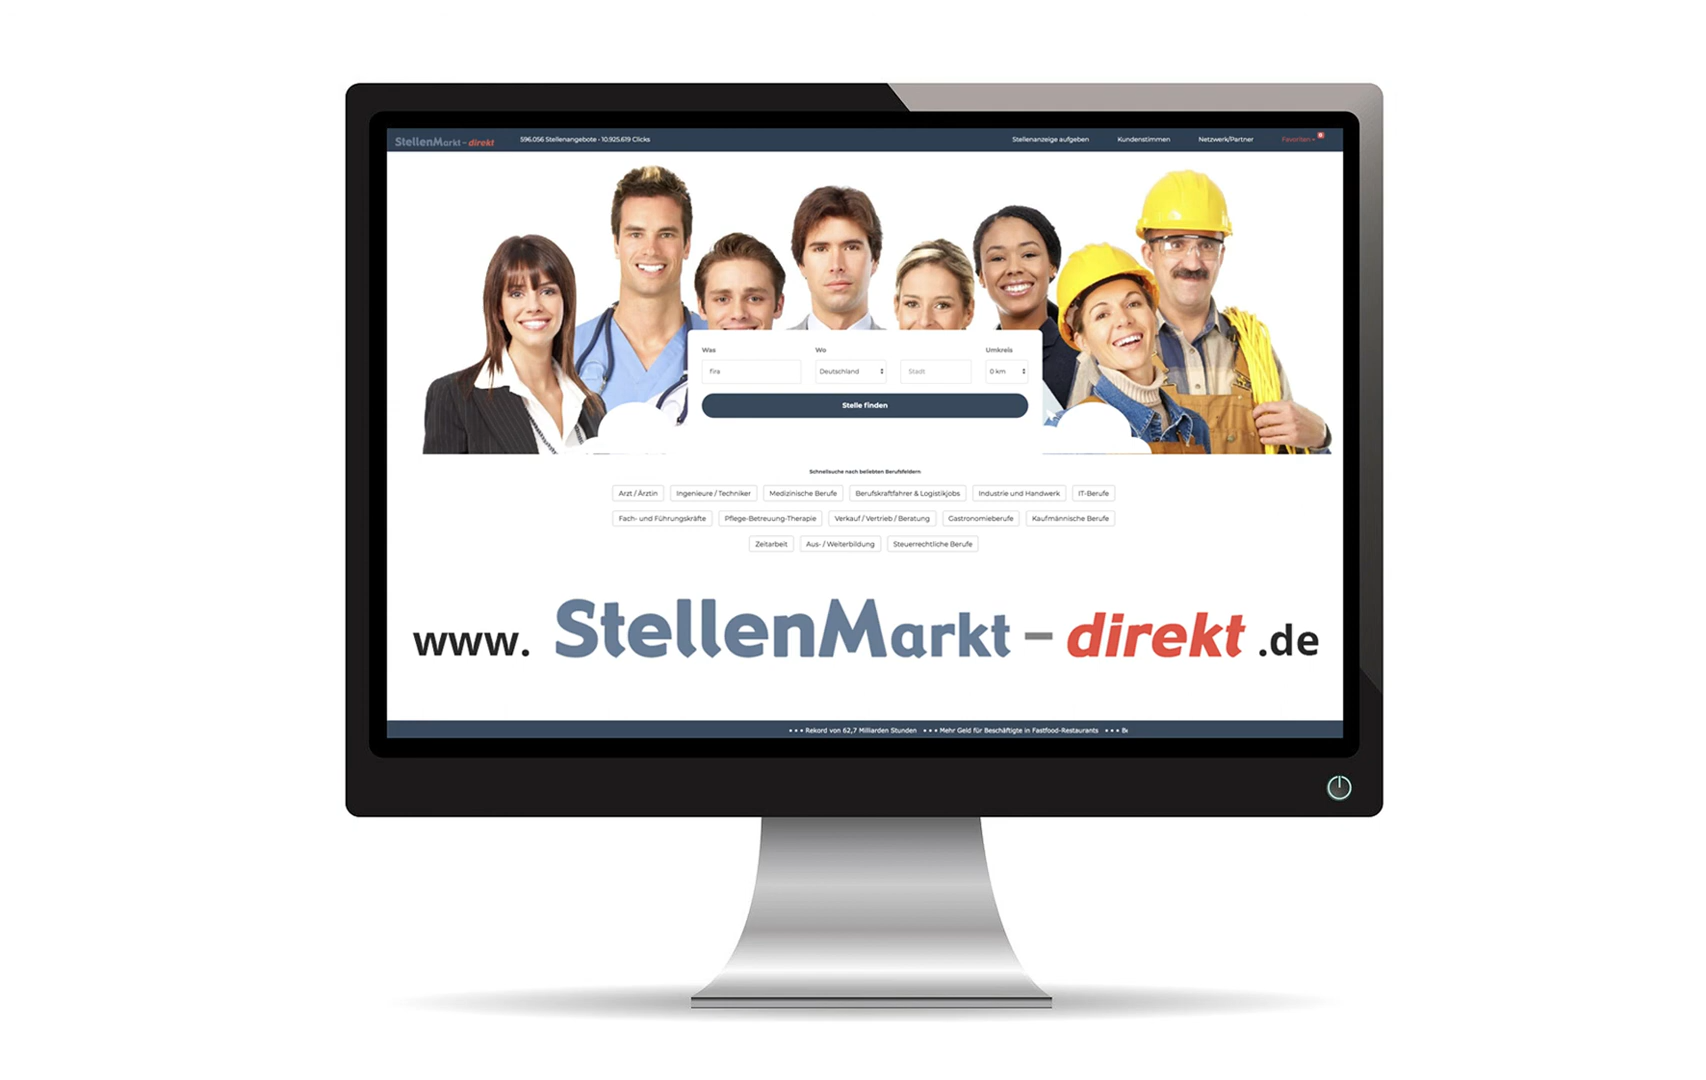 StellenMarkt - direkt 596.056 Stellenangebote • 10.925.619 Clicks Stellenanzeige aufgeben Kundenstimmen Netzwerk/Partner Favoriten
Was Wo Umkreis
fira Deutschland Stadt 0 km
Stelle finden
Schnellsuche nach beliebten Berufsfeldern
Arzt / Ärztin Ingenieure / Techniker Medizinische Berufe Berufskraftfahrer & Logistikjobs Industrie und Handwerk IT-Berufe
Fach- und Führungskräfte Pflege-Betreuung-Therapie Verkauf / Vertrieb / Beratung Gastronomieberufe Kaufmännische Berufe
Zeitarbeit Aus- / Weiterbildung Steuerrechtliche Berufe
www. StellenMarkt - direkt .de
• • • Rekord von 62,7 Milliarden Stunden • • • Mehr Geld für Beschäftigte in Fastfood-Restaurants • • •